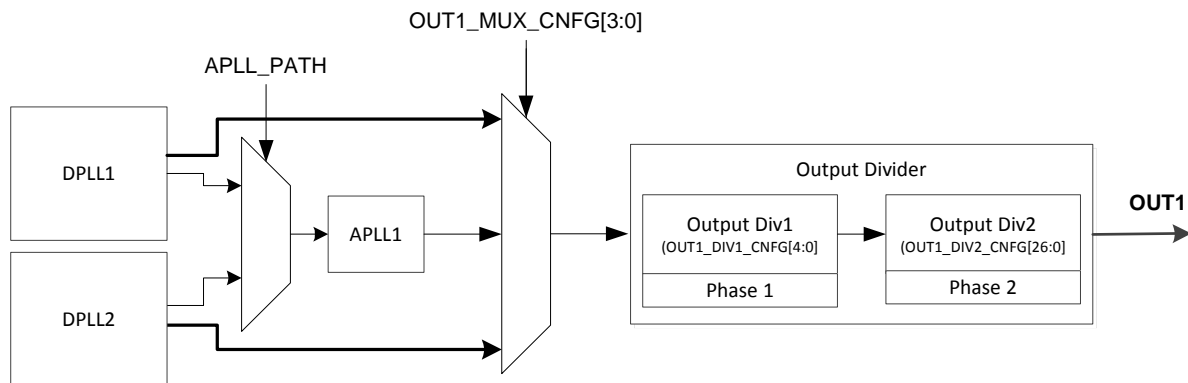 OUT1_MUX_CNFG[3:0]
APLL_PATH
DPLL1
APLL1
DPLL2
Output Divider
Output Div1
(OUT1_DIV1_CNFG[4:0]
Phase 1
Output Div2
(OUT1_DIV2_CNFG[26:0]
Phase 2
OUT1